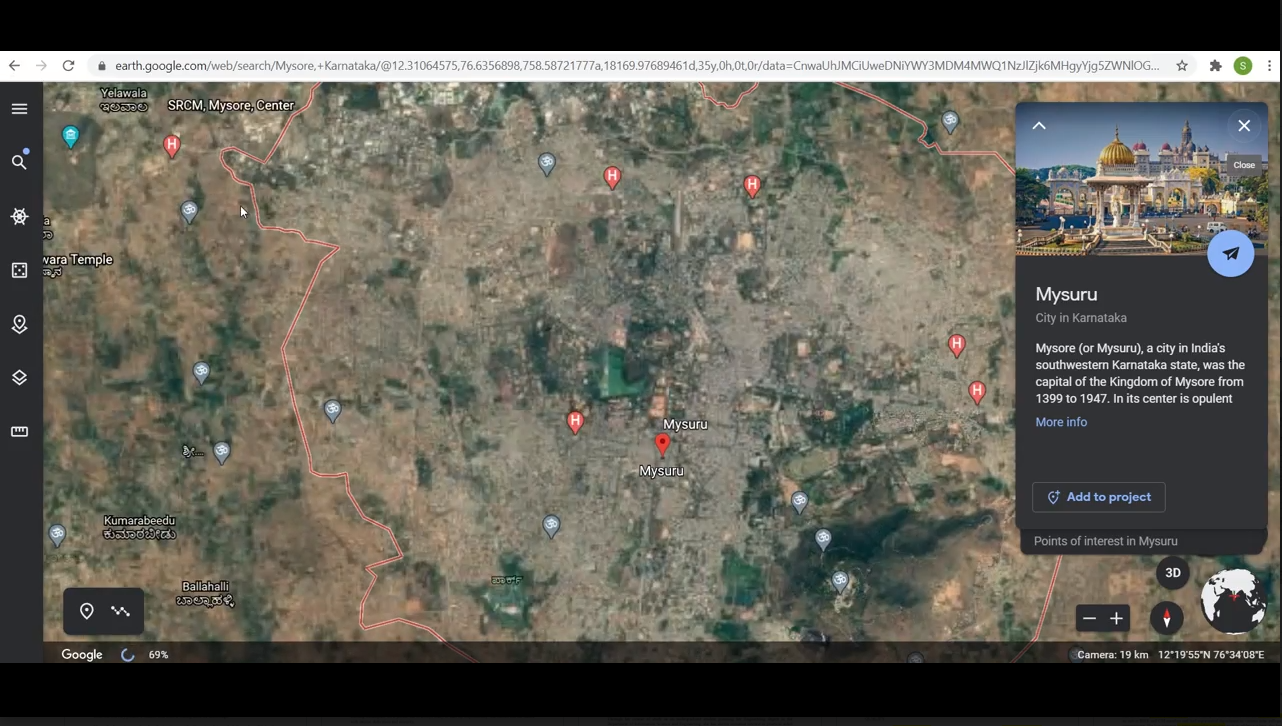 earth.google.com/web/search/Mysore,+Karnataka/@12.31064575,76.6356898,758.58721777a,18169.97689461d,35y,0h,0t,0r/data=
S
Yelawala
ಇಲವಾಲ
SRCM, Mysore, Center
H
H
H
wara Temple
H
H
H
Mysuru
Mysuru
ಶ್ರೀ...
Kumarabeedu
ಕುಮಾರಬೀಡು
Ballahalli
ಪಾರ್ಕ್
Close
Mysuru
City in Karnataka
Mysore (or Mysuru), a city in India's
southwestern Karnataka state, was the
capital of the Kingdom of Mysore from
1399 to 1947. In its center is opulent
More info
Add to project
Points of interest in Mysuru
3D
Google
69%
Camera: 19 km 12°19'55"N 76°34'08"E